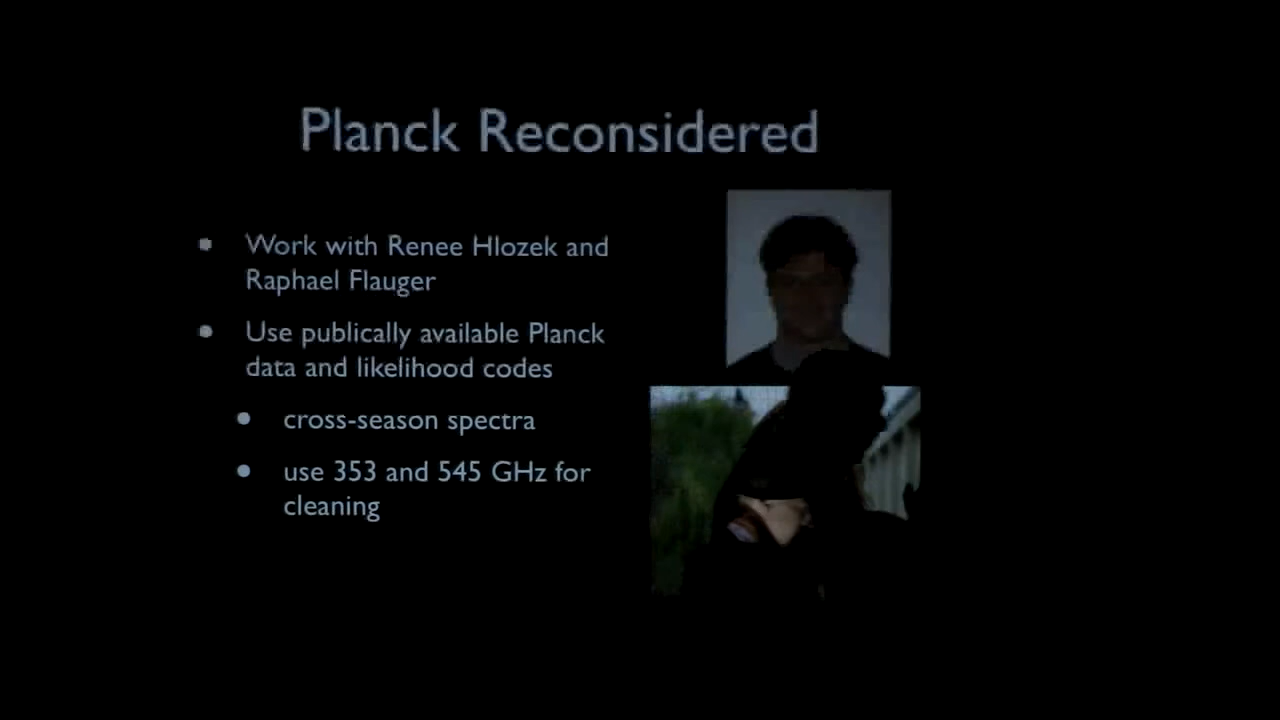 Planck Reconsidered
Work with Renee Hlozek and
Raphael Flauger
Use publically available Planck
data and likelihood codes
cross-season spectra
use 353 and 545 GHz for
cleaning